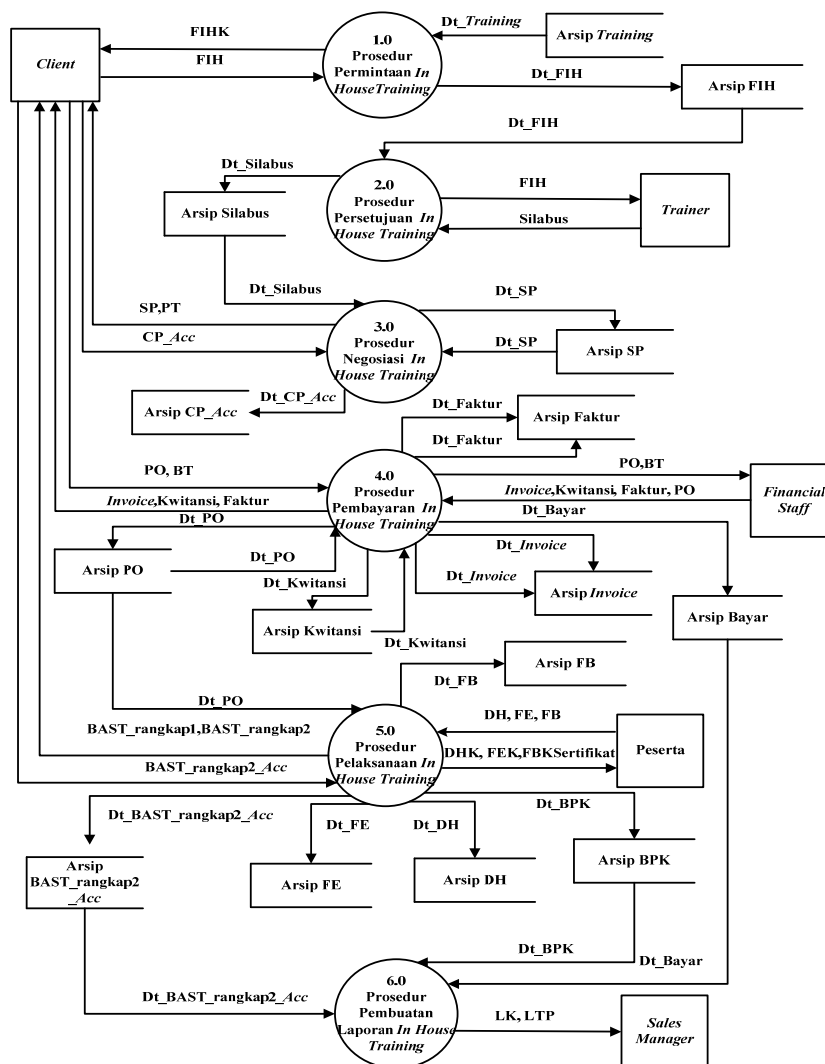 Dt_Training
FIHK
1.0
Prosedur
Permintaan In
HouseTraining
Arsip Training
Client
FIH
Dt_FIH
Arsip FIH
Dt_FIH
Dt_Silabus
2.0
Prosedur
Persetujuan In
House Training
FIH
Arsip Silabus
Silabus
Trainer
Dt_Silabus
Dt_SP
SP,PT
3.0
Prosedur
Negosiasi In
House Training
CP_Acc
Dt_SP
Arsip SP
Dt_CP_Acc
Arsip CP_Acc
Dt_Faktur
Arsip Faktur
Dt_Faktur
PO, BT
4.0
Prosedur
Pembayaran In
House Training
PO,BT
Invoice,Kwitansi, Faktur
Invoice,Kwitansi, Faktur, PO
Financial
Staff
Dt_PO
Dt_Bayar
Dt_PO
Dt_Invoice
Arsip PO
Dt_Kwitansi
Dt_Invoice
Arsip Invoice
Arsip Kwitansi
Arsip Bayar
Dt_Kwitansi
Arsip FB
Dt_FB
Dt_PO
BAST_rangkap1,BAST_rangkap2
5.0
Prosedur
Pelaksanaan In
House Training
DH, FE, FB
Peserta
DHK, FEK,FBKSertifikat
BAST_rangkap2_Acc
Dt_BPK
Dt_BAST_rangkap2_Acc
Dt_FE
Dt_DH
Arsip
BAST_rangkap2
_Acc
Arsip FE
Arsip DH
Arsip BPK
Dt_BPK
Dt_Bayar
Dt_BAST_rangkap2_Acc
6.0
Prosedur
Pembuatan
Laporan In House
Training
LK, LTP
Sales
Manager